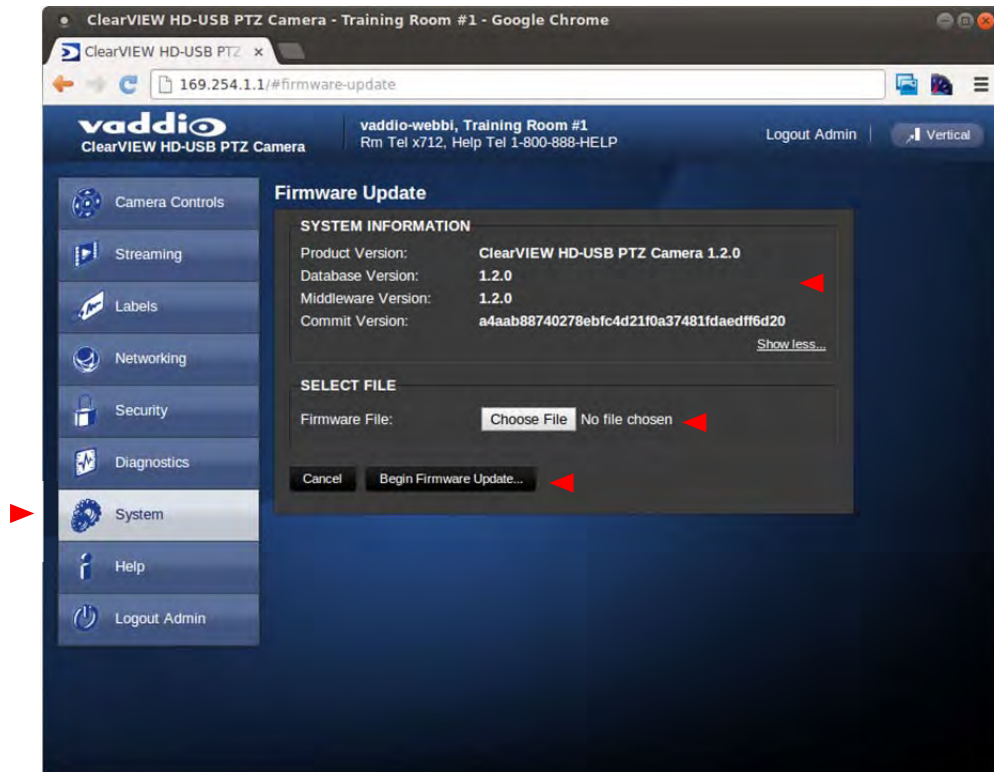 ClearVIEW HD-USB PTZ Camera - Training Room #1 - Google Chrome
ClearVIEW HD-USB PTZ
169.254.1.1/#firmware-update
vaddio
ClearVIEW HD-USB PTZ Camera
vaddio-webbi, Training Room #1
Rm Tel x712, Help Tel 1-800-888-HELP
Logout Admin
Vertical
Camera Controls
Streaming
Labels
Networking
Security
Diagnostics
System
Help
Logout Admin
Firmware Update
SYSTEM INFORMATION
Product Version: ClearVIEW HD-USB PTZ Camera 1.2.0
Database Version: 1.2.0
Middleware Version: 1.2.0
Commit Version: a4aab88740278ebfc4d21f0a37481fdaedff6d20
Show less...
SELECT FILE
Firmware File: Choose File No file chosen
Cancel Begin Firmware Update...